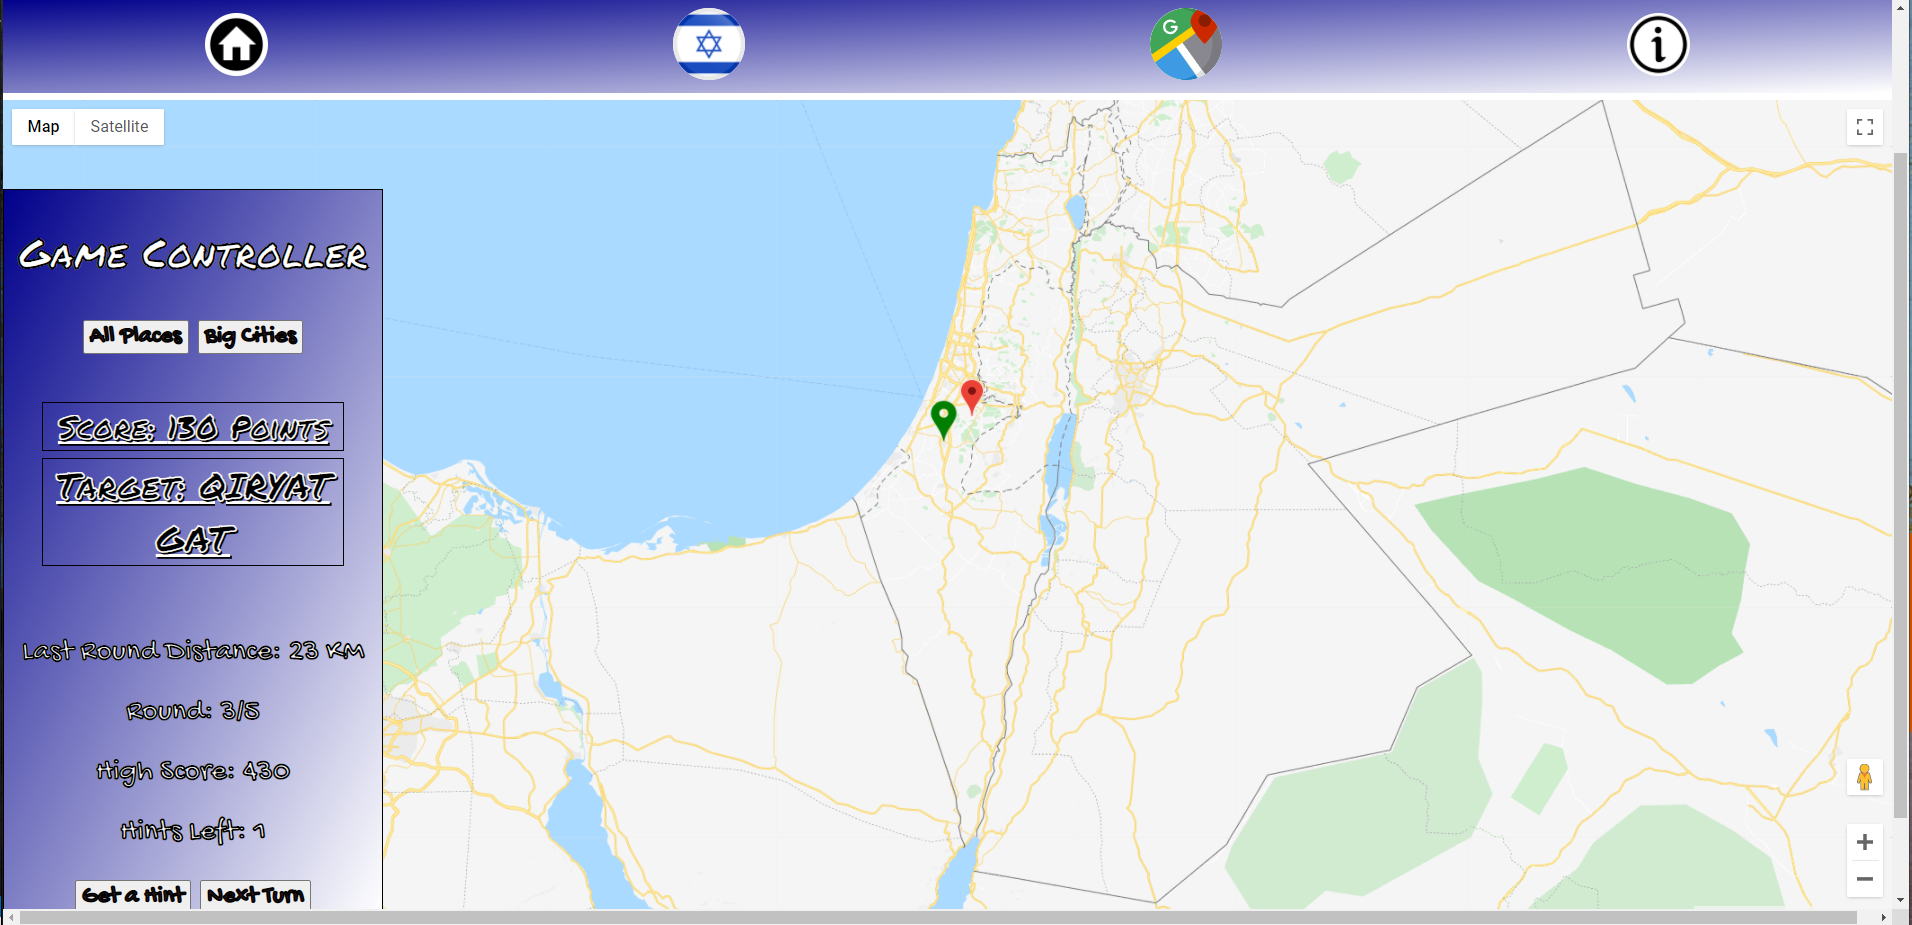 G
i
Map Satellite
Game Controller
All Places Big Cities
Score: 130 Points
Target: QIRYAT
GAT
Last Round Distance: 23 KM
Round: 3/5
High Score: 430
Hints Left: 1
Get a Hint Next Turn